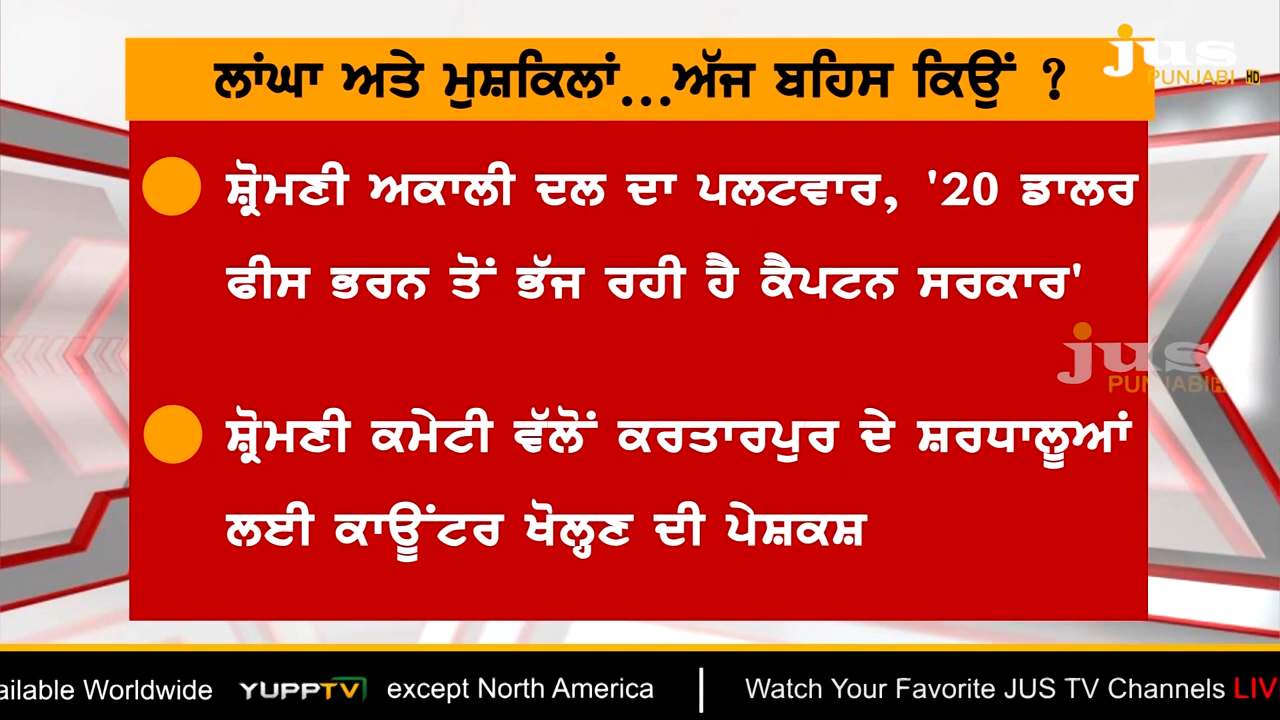 jus
PUNJABI HD
ਲਾਂਘਾ ਅਤੇ ਮੁਸ਼ਕਿਲਾਂ...ਅੱਜ ਬਹਿਸ ਕਿਉਂ ?
ਸ਼੍ਰੋਮਣੀ ਅਕਾਲੀ ਦਲ ਦਾ ਪਲਟਵਾਰ, '20 ਡਾਲਰ
ਫੀਸ ਭਰਨ ਤੋਂ ਭੱਜ ਰਹੀ ਹੈ ਕੈਪਟਨ ਸਰਕਾਰ'
jus
PUNJABI HD
ਸ਼੍ਰੋਮਣੀ ਕਮੇਟੀ ਵੱਲੋਂ ਕਰਤਾਰਪੁਰ ਦੇ ਸ਼ਰਧਾਲੂਆਂ
ਲਈ ਕਾਊਂਟਰ ਖੋਲ੍ਹਣ ਦੀ ਪੇਸ਼ਕਸ਼
ailable Worldwide YUPPTV except North America | Watch Your Favorite JUS TV Channels LIV